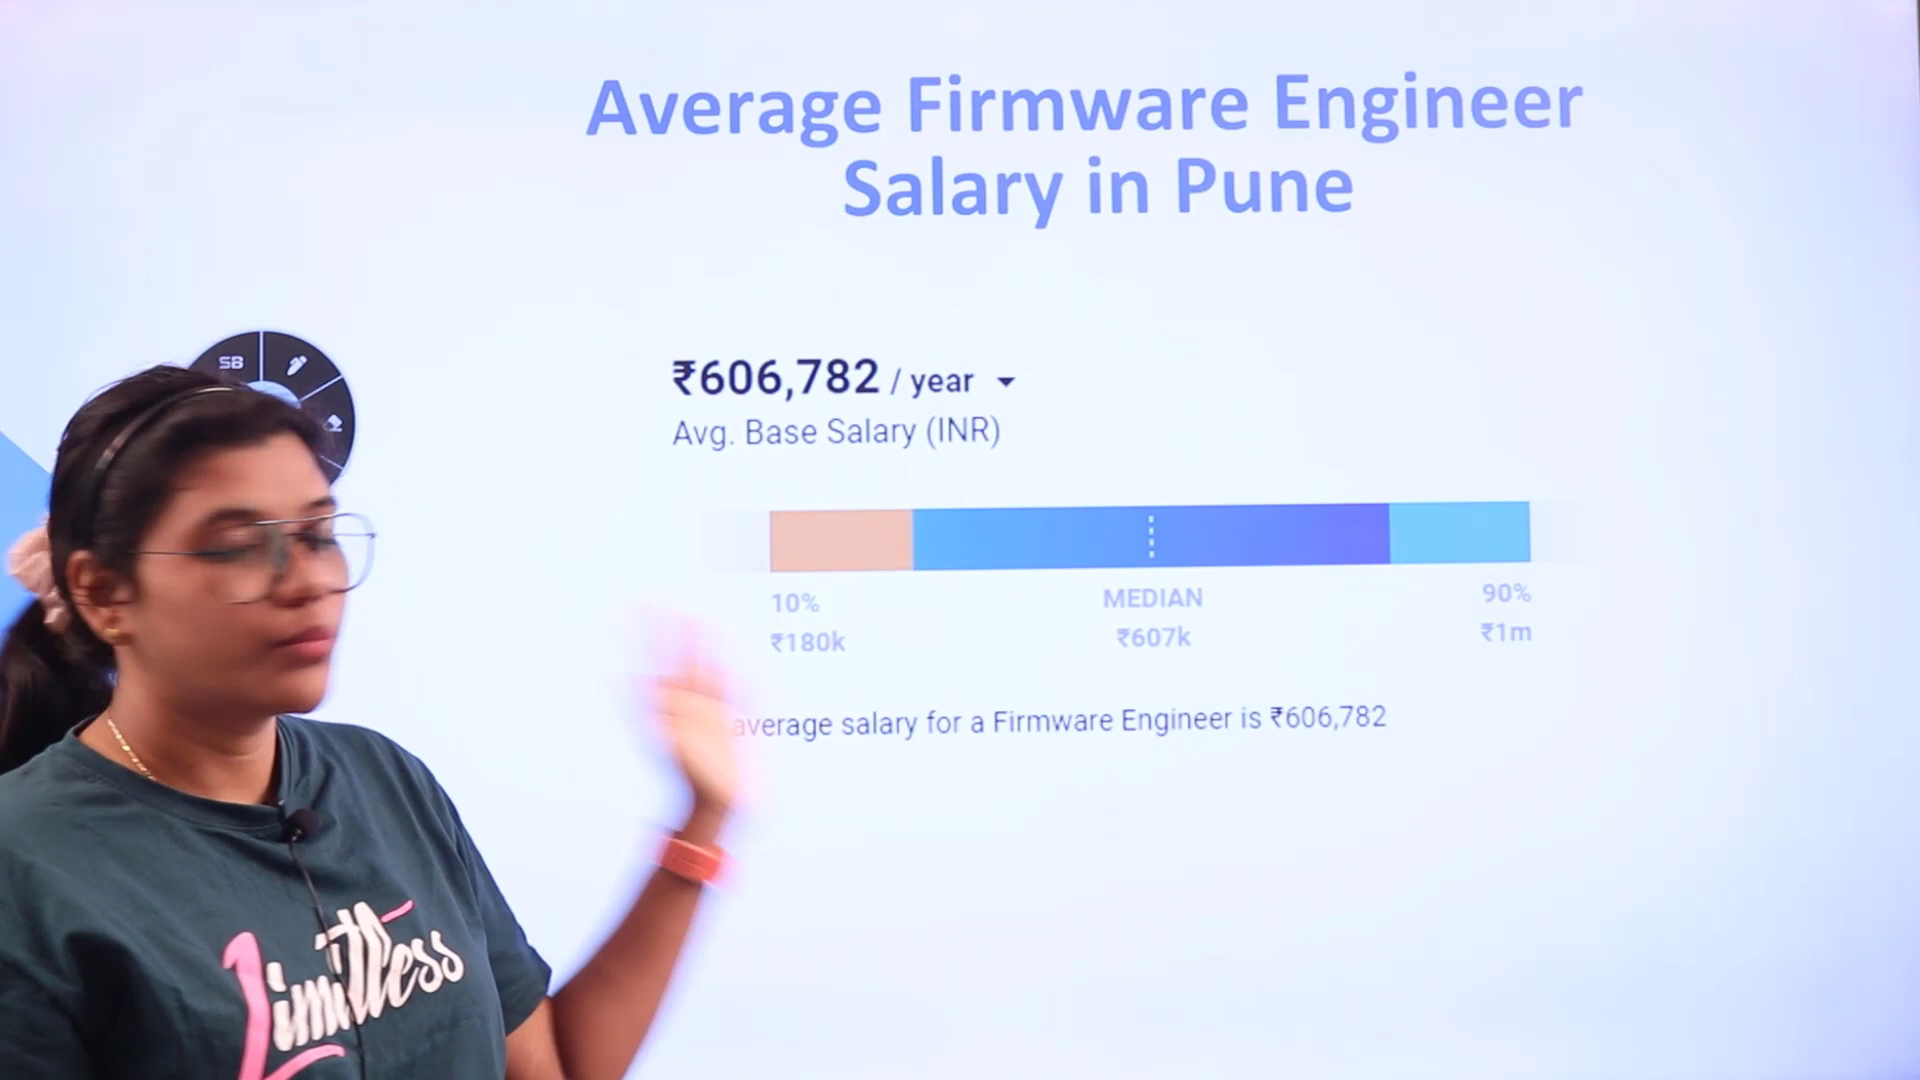 Average Firmware Engineer
Salary in Pune
SB
₹606,782 / year
Avg. Base Salary (INR)
10%
MEDIAN
90%
₹180k
₹607k
₹1m
average salary for a Firmware Engineer is ₹606,782
Limitless